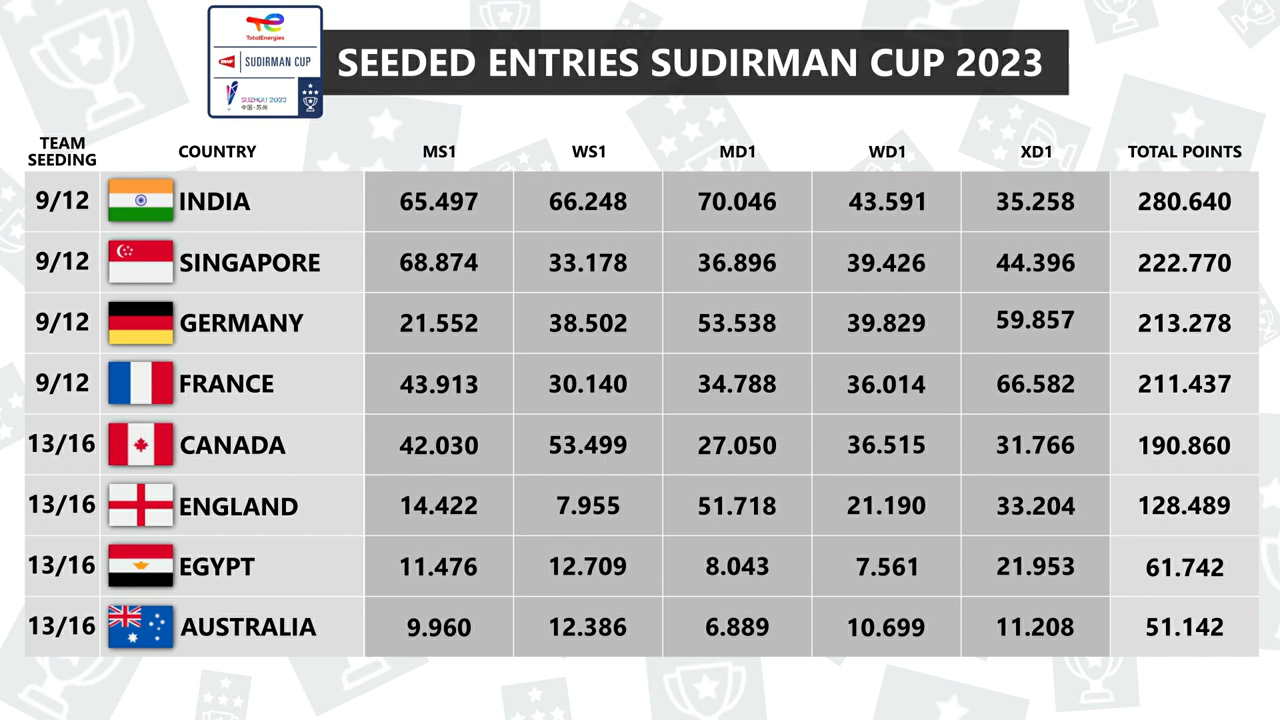 TotalEnergies
BWF SUDIRMAN CUP
SUZHOU 2023
中国·苏州
SEEDED ENTRIES SUDIRMAN CUP 2023
TEAM SEEDING COUNTRY MS1 WS1 MD1 WD1 XD1 TOTAL POINTS
9/12 INDIA 65.497 66.248 70.046 43.591 35.258 280.640
9/12 SINGAPORE 68.874 33.178 36.896 39.426 44.396 222.770
9/12 GERMANY 21.552 38.502 53.538 39.829 59.857 213.278
9/12 FRANCE 43.913 30.140 34.788 36.014 66.582 211.437
13/16 CANADA 42.030 53.499 27.050 36.515 31.766 190.860
13/16 ENGLAND 14.422 7.955 51.718 21.190 33.204 128.489
13/16 EGYPT 11.476 12.709 8.043 7.561 21.953 61.742
13/16 AUSTRALIA 9.960 12.386 6.889 10.699 11.208 51.142